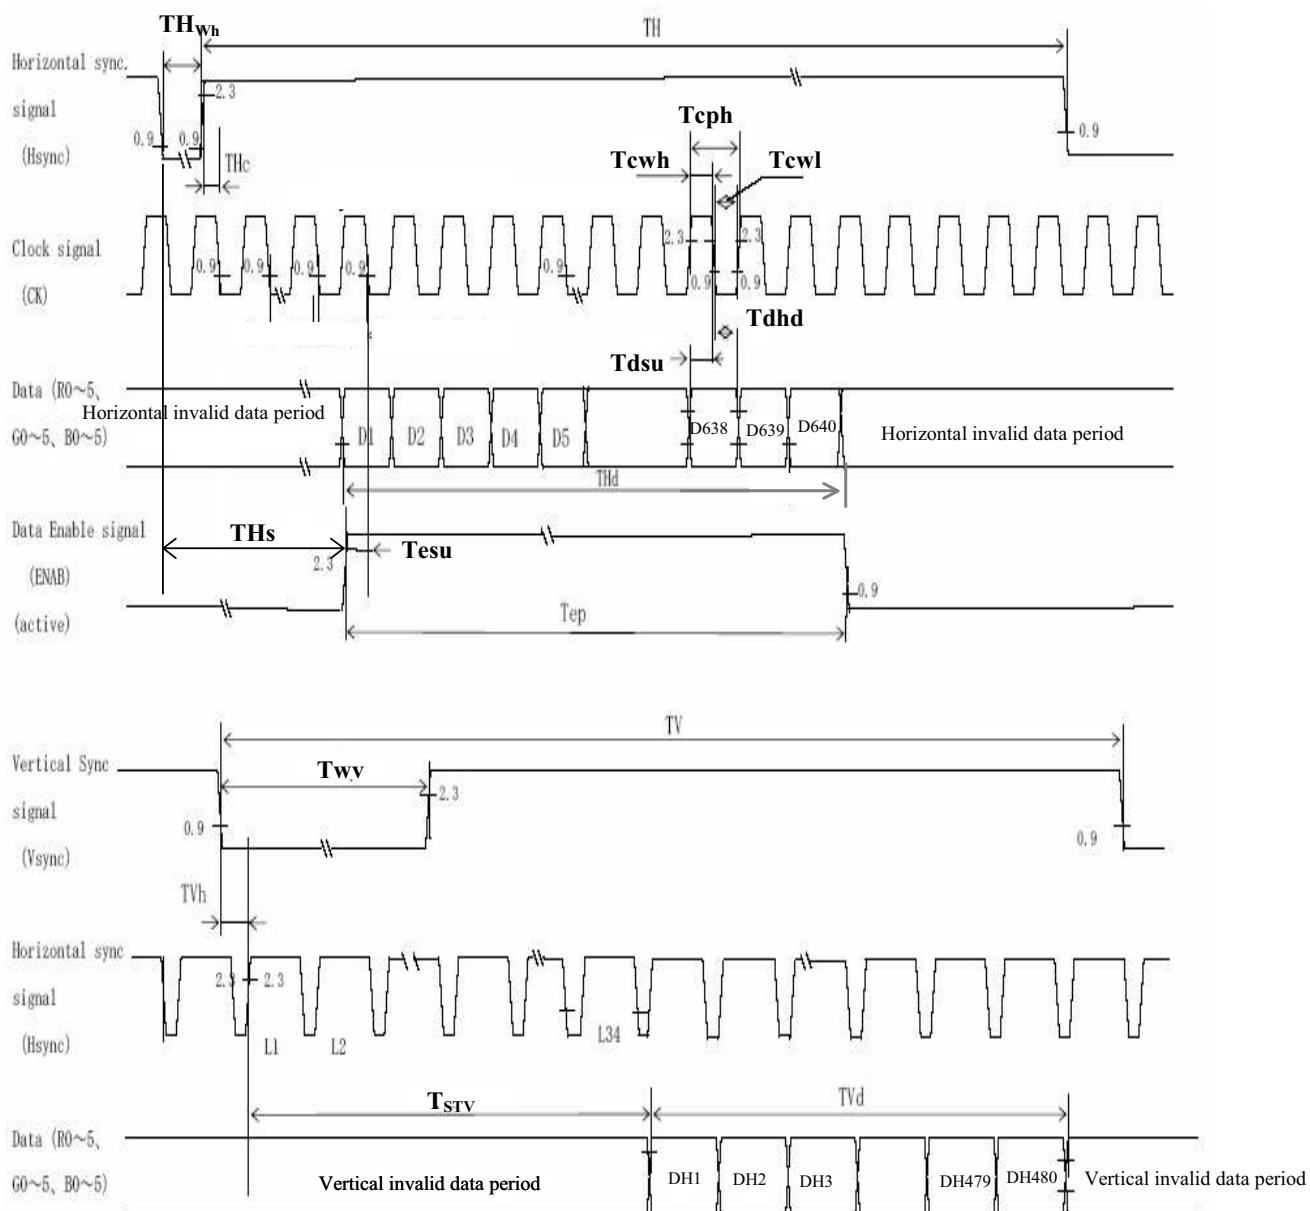 TH_Wh
TH
Horizontal sync.
signal
(Hsync)
0.9
0.9
2.3
0.9
THc
Tcph
Tcwh
Tcwl
Clock signal
(CK)
0.9
0.9
0.9
0.9
0.9
2.3
2.3
0.9
0.9
Tdhd
Tdsu
Data (R0~5、
G0~5、B0~5)
Horizontal invalid data period
D1
D2
D3
D4
D5
D638
D639
D640
Horizontal invalid data period
THd
Data Enable signal
(ENAB)
(active)
THs
2.3
Tesu
0.9
Tep
TV
Vertical Sync
signal
(Vsync)
Twv
0.9
2.3
0.9
TVh
Horizontal sync
signal
(Hsync)
2.3
2.3
L1
L2
L34
T_STV
TVd
Data (R0~5、
G0~5、B0~5)
Vertical invalid data period
DH1
DH2
DH3
DH479
DH480
Vertical invalid data period